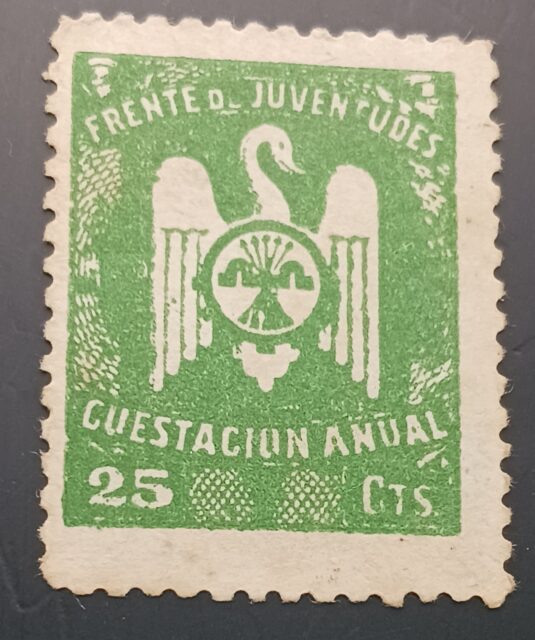 FRENTE DE JUVENTUDES
CUESTACION ANUAL
25 CTS.